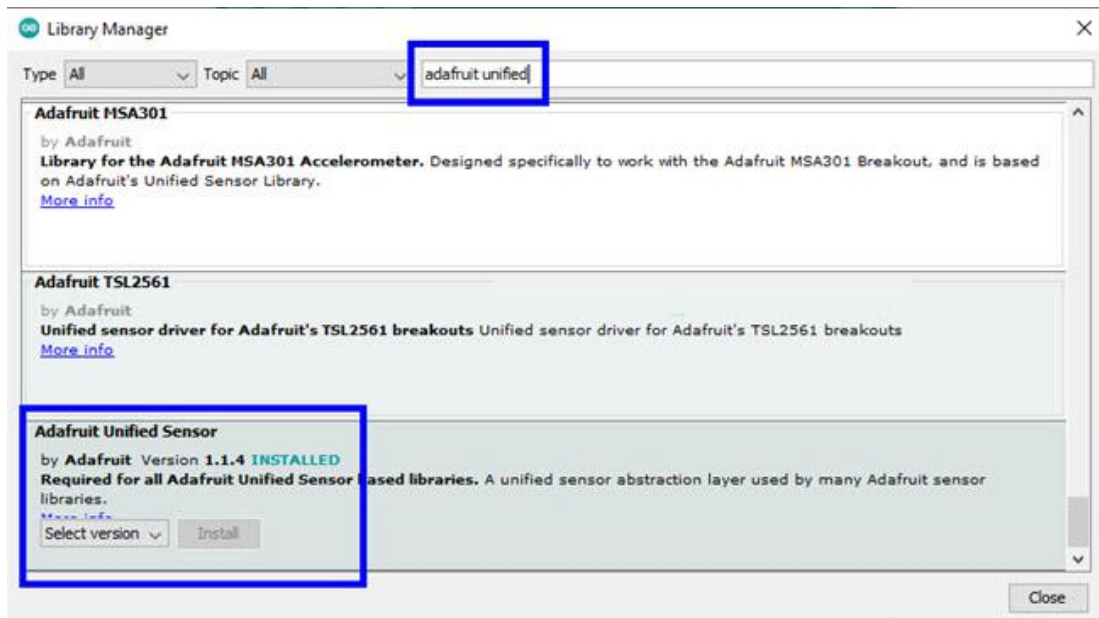 Library Manager
Type All Topic All adafruit unified
Adafruit MSA301
by Adafruit
Library for the Adafruit MSA301 Accelerometer. Designed specifically to work with the Adafruit MSA301 Breakout, and is based
on Adafruit's Unified Sensor Library.
More info
Adafruit TSL2561
by Adafruit
Unified sensor driver for Adafruit's TSL2561 breakouts Unified sensor driver for Adafruit's TSL2561 breakouts
More info
Adafruit Unified Sensor
by Adafruit Version 1.1.4 INSTALLED
Required for all Adafruit Unified Sensor based libraries. A unified sensor abstraction layer used by many Adafruit sensor
libraries.
More info
Select version Install
Close